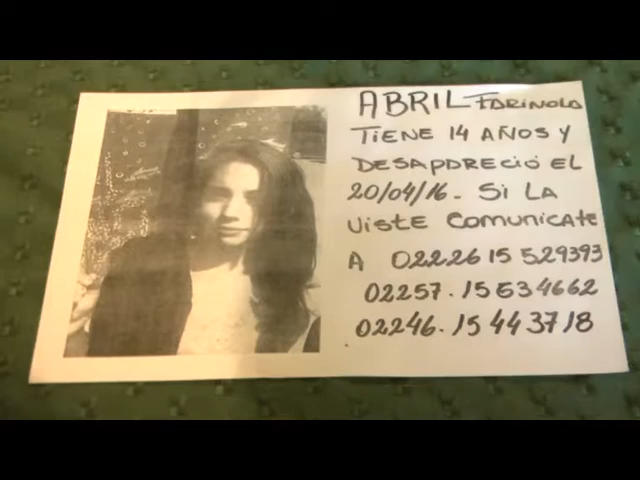 ABRIL FARINOLA
TIENE 14 AÑOS Y
DESAPARECIÓ EL
20/04/16 - SI LA
VISTE COMUNICATE
A 02226 15 529393
02257. 15534662
02246. 15 443718